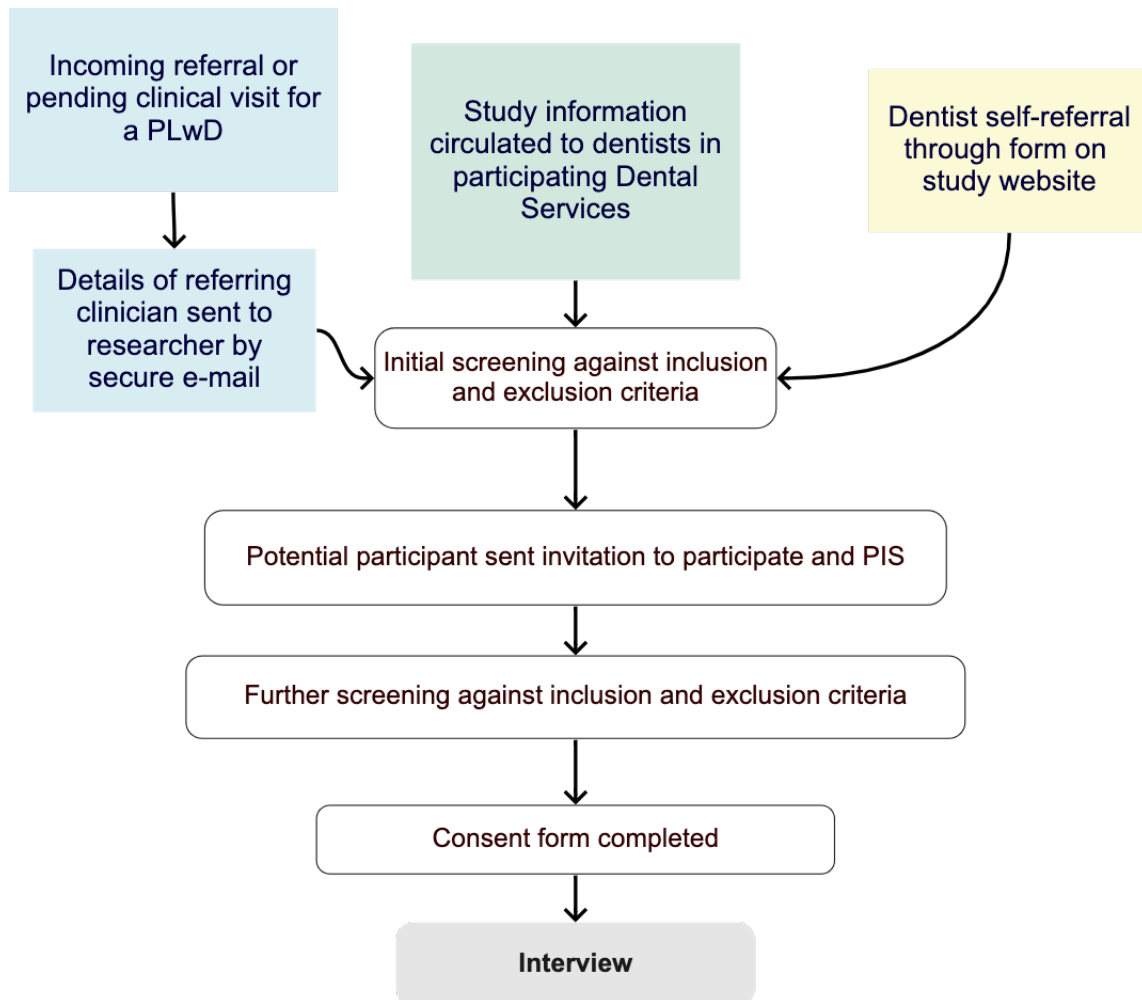 Incoming referral or
pending clinical visit for
a PLwD
Study information
circulated to dentists in
participating Dental
Services
Dentist self-referral
through form on
study website
Details of referring
clinician sent to
researcher by
secure e-mail
Initial screening against inclusion
and exclusion criteria
Potential participant sent invitation to participate and PIS
Further screening against inclusion and exclusion criteria
Consent form completed
Interview